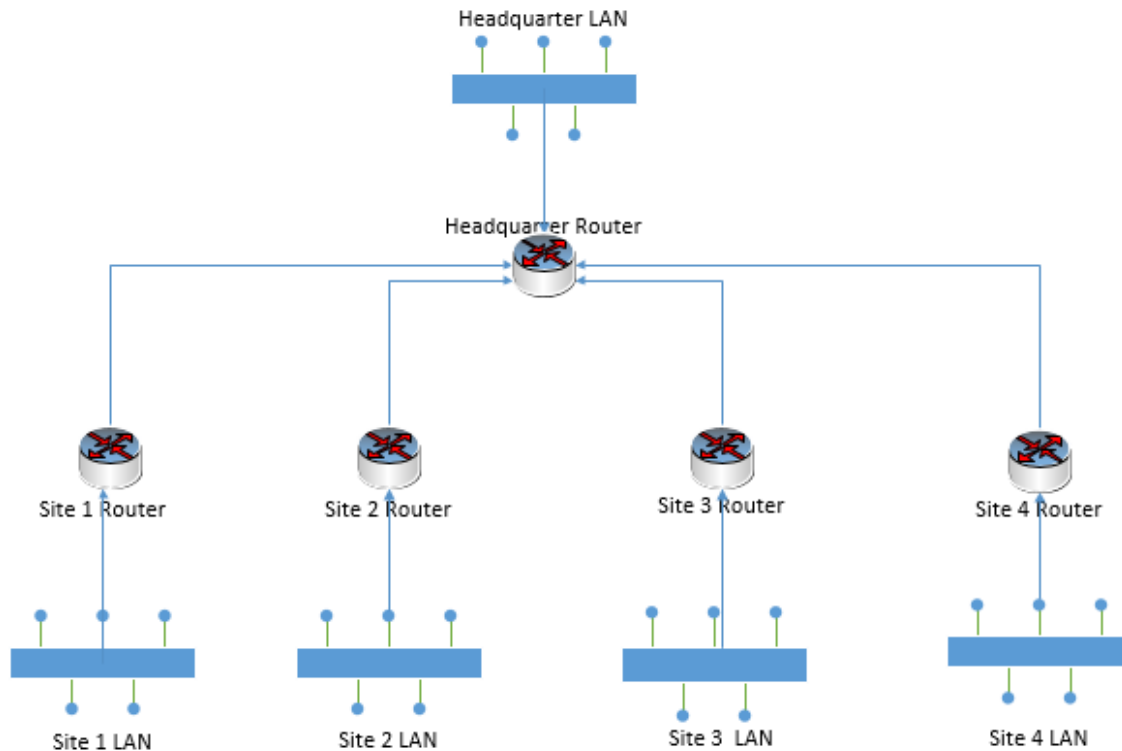 Headquarter LAN
Headquarter Router
Site 1 Router
Site 2 Router
Site 3 Router
Site 4 Router
Site 1 LAN
Site 2 LAN
Site 3 LAN
Site 4 LAN